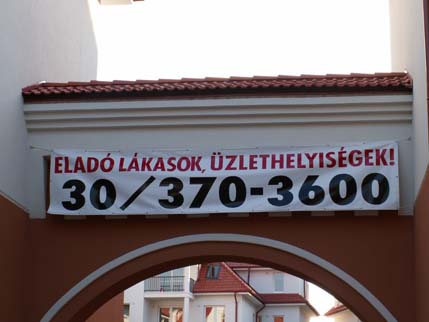 ELADÓ LÁKASOK, ÜZLETHELYISÉGEK!
30/370-3600